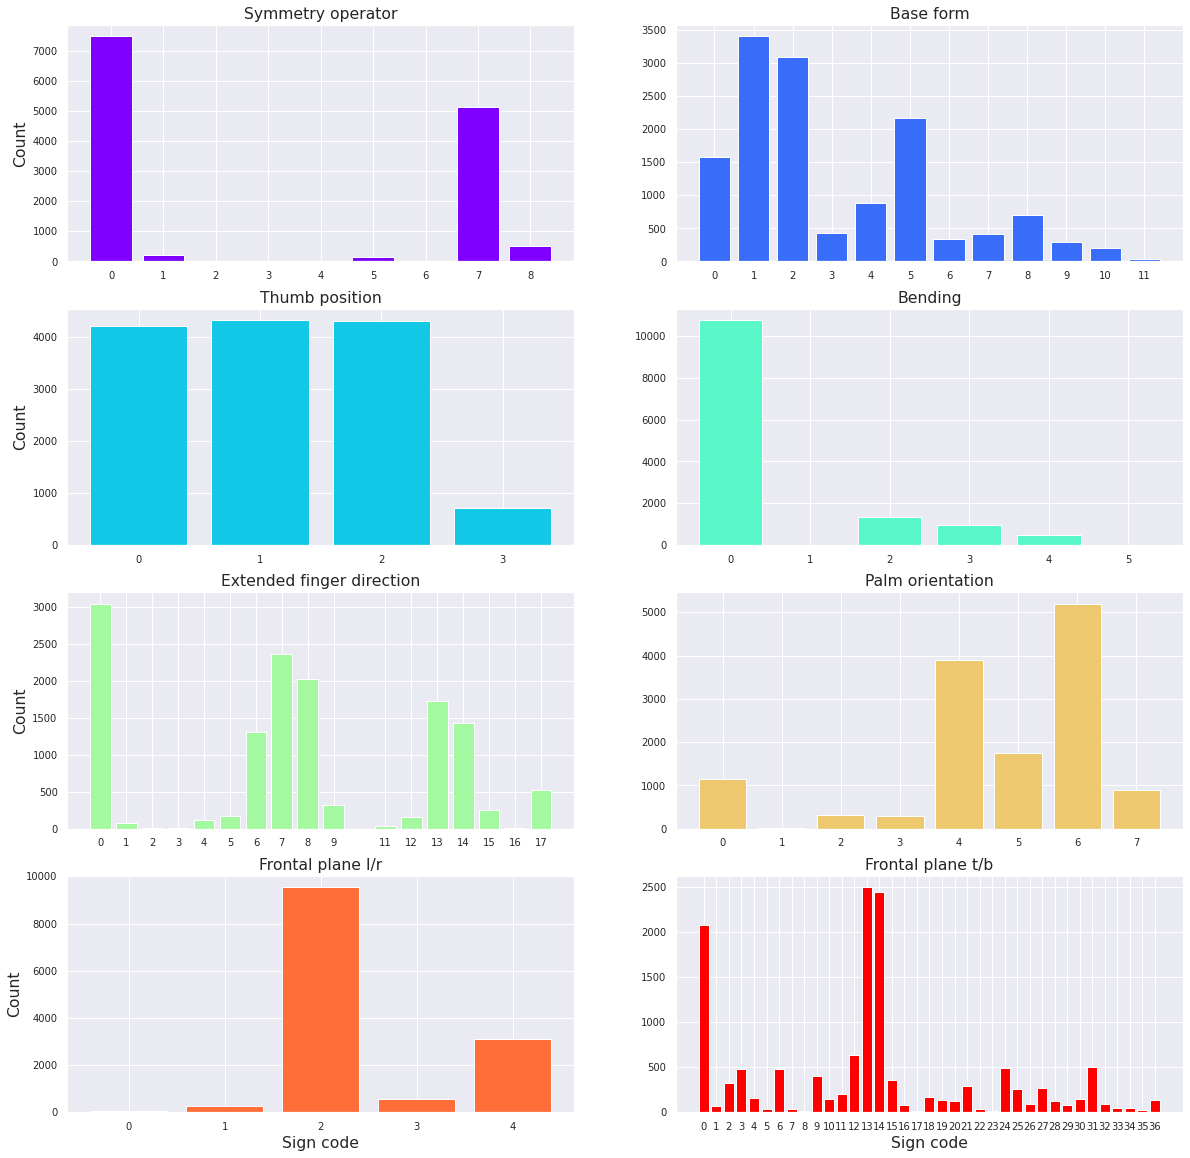 Symmetry operator
Count
7000
6000
5000
4000
3000
2000
1000
0
0 1 2 3 4 5 6 7 8
Base form
3500
3000
2500
2000
1500
1000
500
0
0 1 2 3 4 5 6 7 8 9 10 11
Thumb position
Count
4000
3000
2000
1000
0
0 1 2 3
Bending
10000
8000
6000
4000
2000
0
0 1 2 3 4 5
Extended finger direction
Count
3000
2500
2000
1500
1000
500
0
0 1 2 3 4 5 6 7 8 9 11 12 13 14 15 16 17
Palm orientation
5000
4000
3000
2000
1000
0
0 1 2 3 4 5 6 7
Frontal plane l/r
Count
10000
8000
6000
4000
2000
0
0 1 2 3 4
Sign code
Frontal plane t/b
2500
2000
1500
1000
500
0
0 1 2 3 4 5 6 7 8 9 10 11 12 13 14 15 16 17 18 19 20 21 22 23 24 25 26 27 28 29 30 31 32 33 34 35 36
Sign code